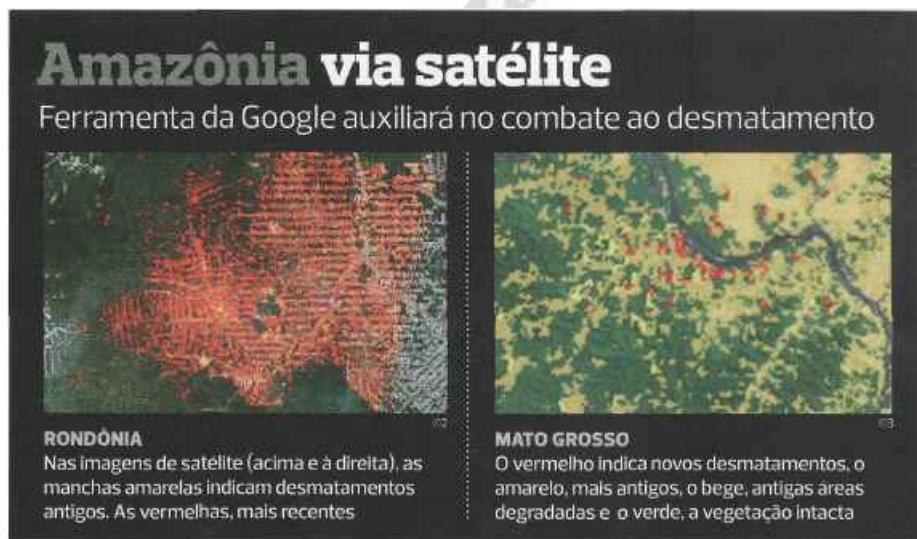 Amazônia via satélite
Ferramenta da Google auxiliará no combate ao desmatamento
RONDÔNIA
Nas imagens de satélite (acima e à direita), as
manchas amarelas indicam desmatamentos
antigos. As vermelhas, mais recentes
MATO GROSSO
O vermelho indica novos desmatamentos, o
amarelo, mais antigos, o bege, antigas áreas
degradadas e o verde, a vegetação intacta